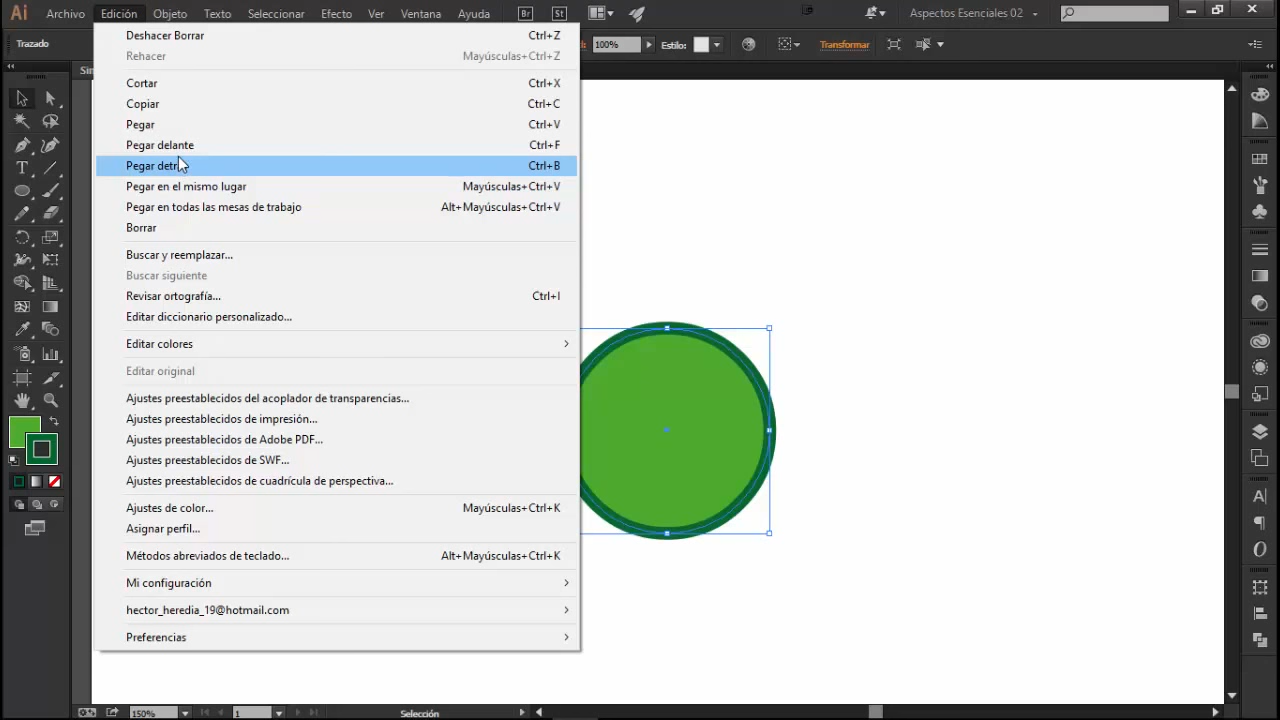 Ai Archivo Edición Objeto Texto Seleccionar Efecto Ver Ventana Ayuda Br St Aspectos Esenciales 02
Trazado 100% Estilo: Transformar
Deshacer Borrar Ctrl+Z
Rehacer Mayúsculas+Ctrl+Z
Cortar Ctrl+X
Copiar Ctrl+C
Pegar Ctrl+V
Pegar delante Ctrl+F
Pegar Ctrl+B
Pegar en el mismo lugar Mayúsculas+Ctrl+V
Pegar en todas las mesas de trabajo Alt+Mayúsculas+Ctrl+V
Borrar
Buscar y reemplazar...
Buscar siguiente
Revisar ortografía... Ctrl+I
Editar diccionario personalizado...
Editar colores
Editar original
Ajustes preestablecidos del acoplador de transparencias...
Ajustes preestablecidos de impresión...
Ajustes preestablecidos de Adobe PDF...
Ajustes preestablecidos de SWF...
Ajustes preestablecidos de cuadrícula de perspectiva...
Ajustes de color... Mayúsculas+Ctrl+K
Asignar perfil...
Métodos abreviados de teclado... Alt+Mayúsculas+Ctrl+K
Mi configuración
hector_heredia_19@hotmail.com
Preferencias
150% 1 Selección